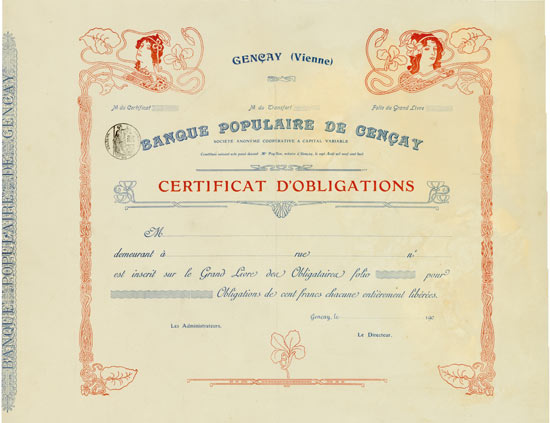 GENÇAY (Vienne)
N. du Certificat
N. du Transfert
Folio du Grand Livre
BANQUE POPULAIRE DE GENÇAY
SOCIÉTÉ ANONYME COOPÉRATIVE A CAPITAL VARIABLE
CERTIFICAT D'OBLIGATIONS
M
demeurant à rue n°
est inscrit sur le Grand Livre des Obligataires folio pour
Obligations de cent francs chacune entièrement libérées.
Gençay, le 190
Les Administrateurs.
Le Directeur.
BANQUE POPULAIRE DE GENÇAY